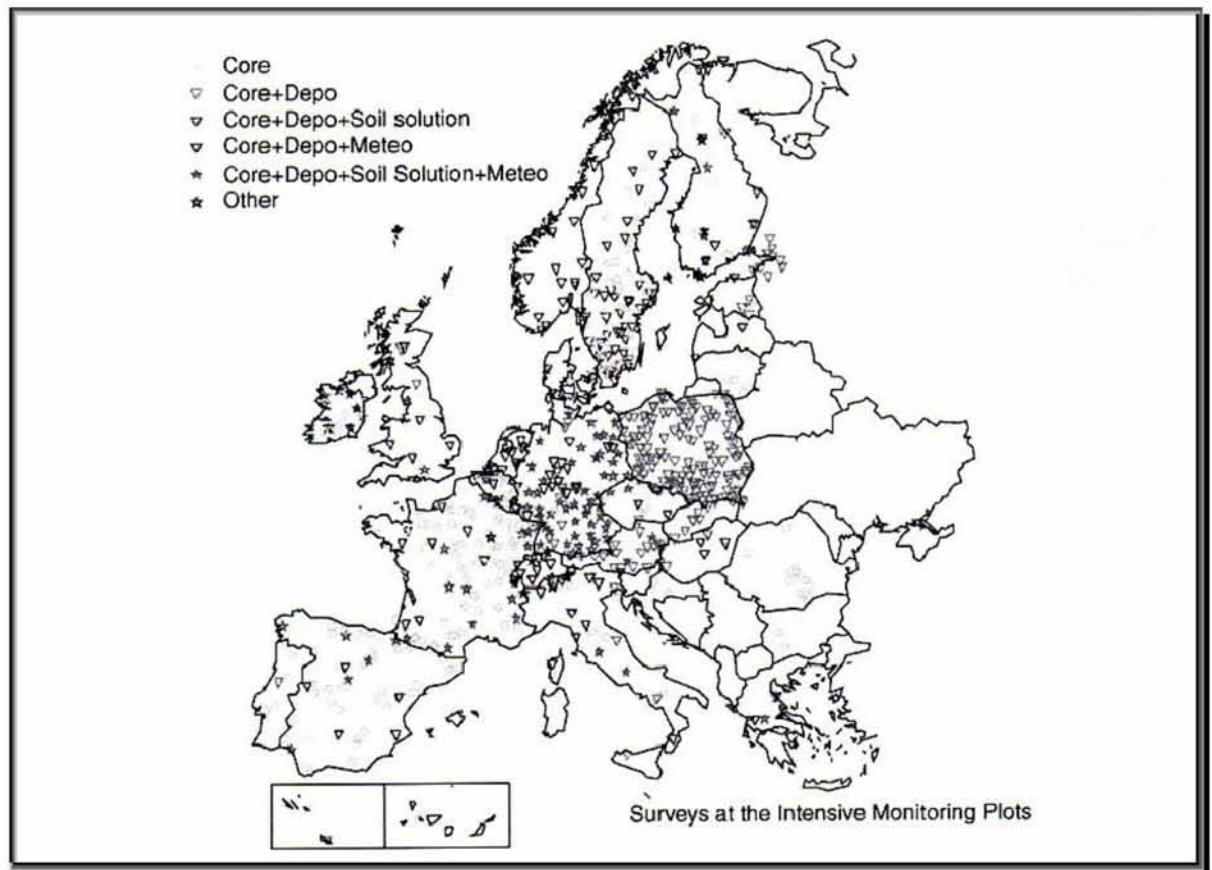 Core
Core+Depo
Core+Depo+Soil solution
Core+Depo+Meteo
Core+Depo+Soil Solution+Meteo
Other
Surveys at the Intensive Monitoring Plots